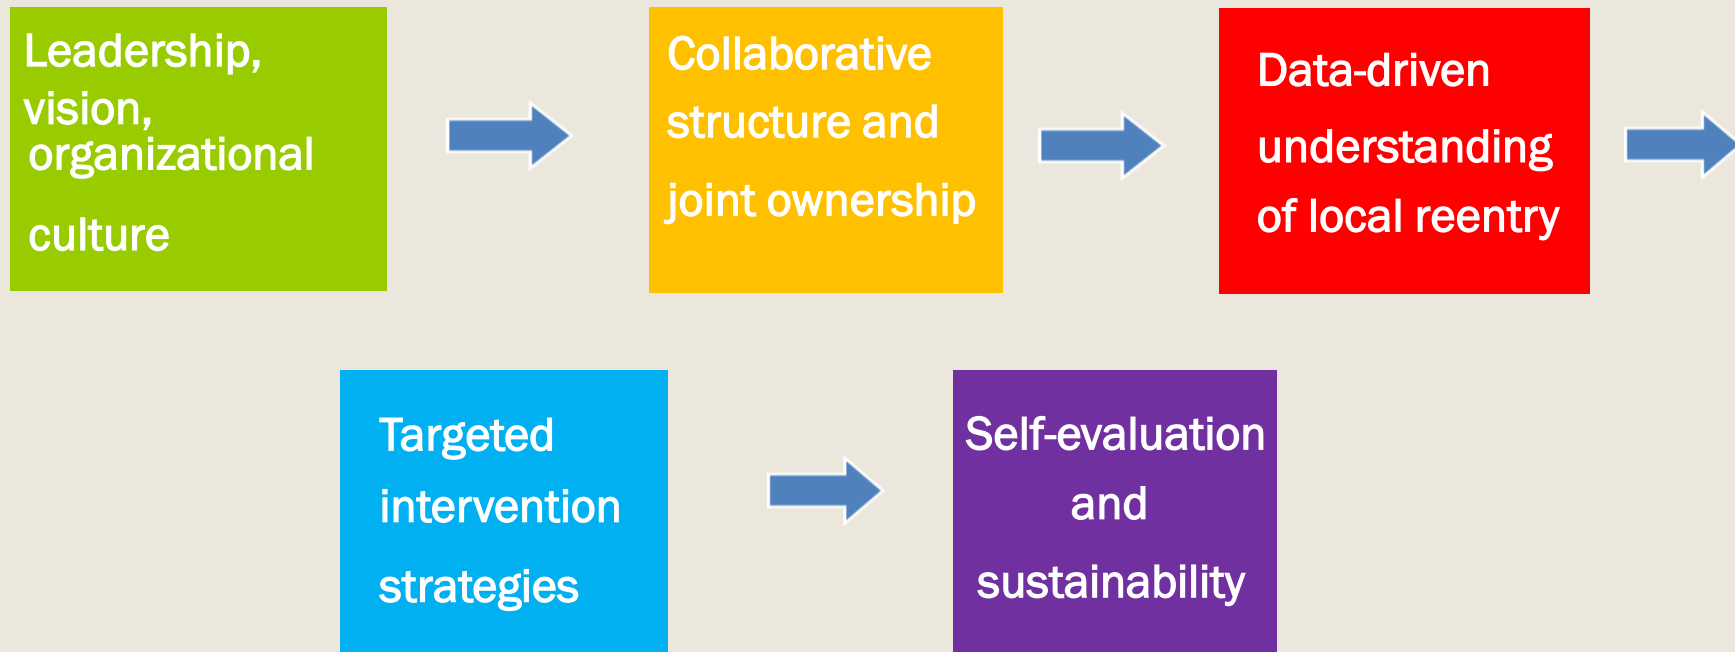 Leadership,
vision,
organizational
culture
Collaborative
structure and
joint ownership
Data-driven
understanding
of local reentry
Targeted
intervention
strategies
Self-evaluation
and
sustainability